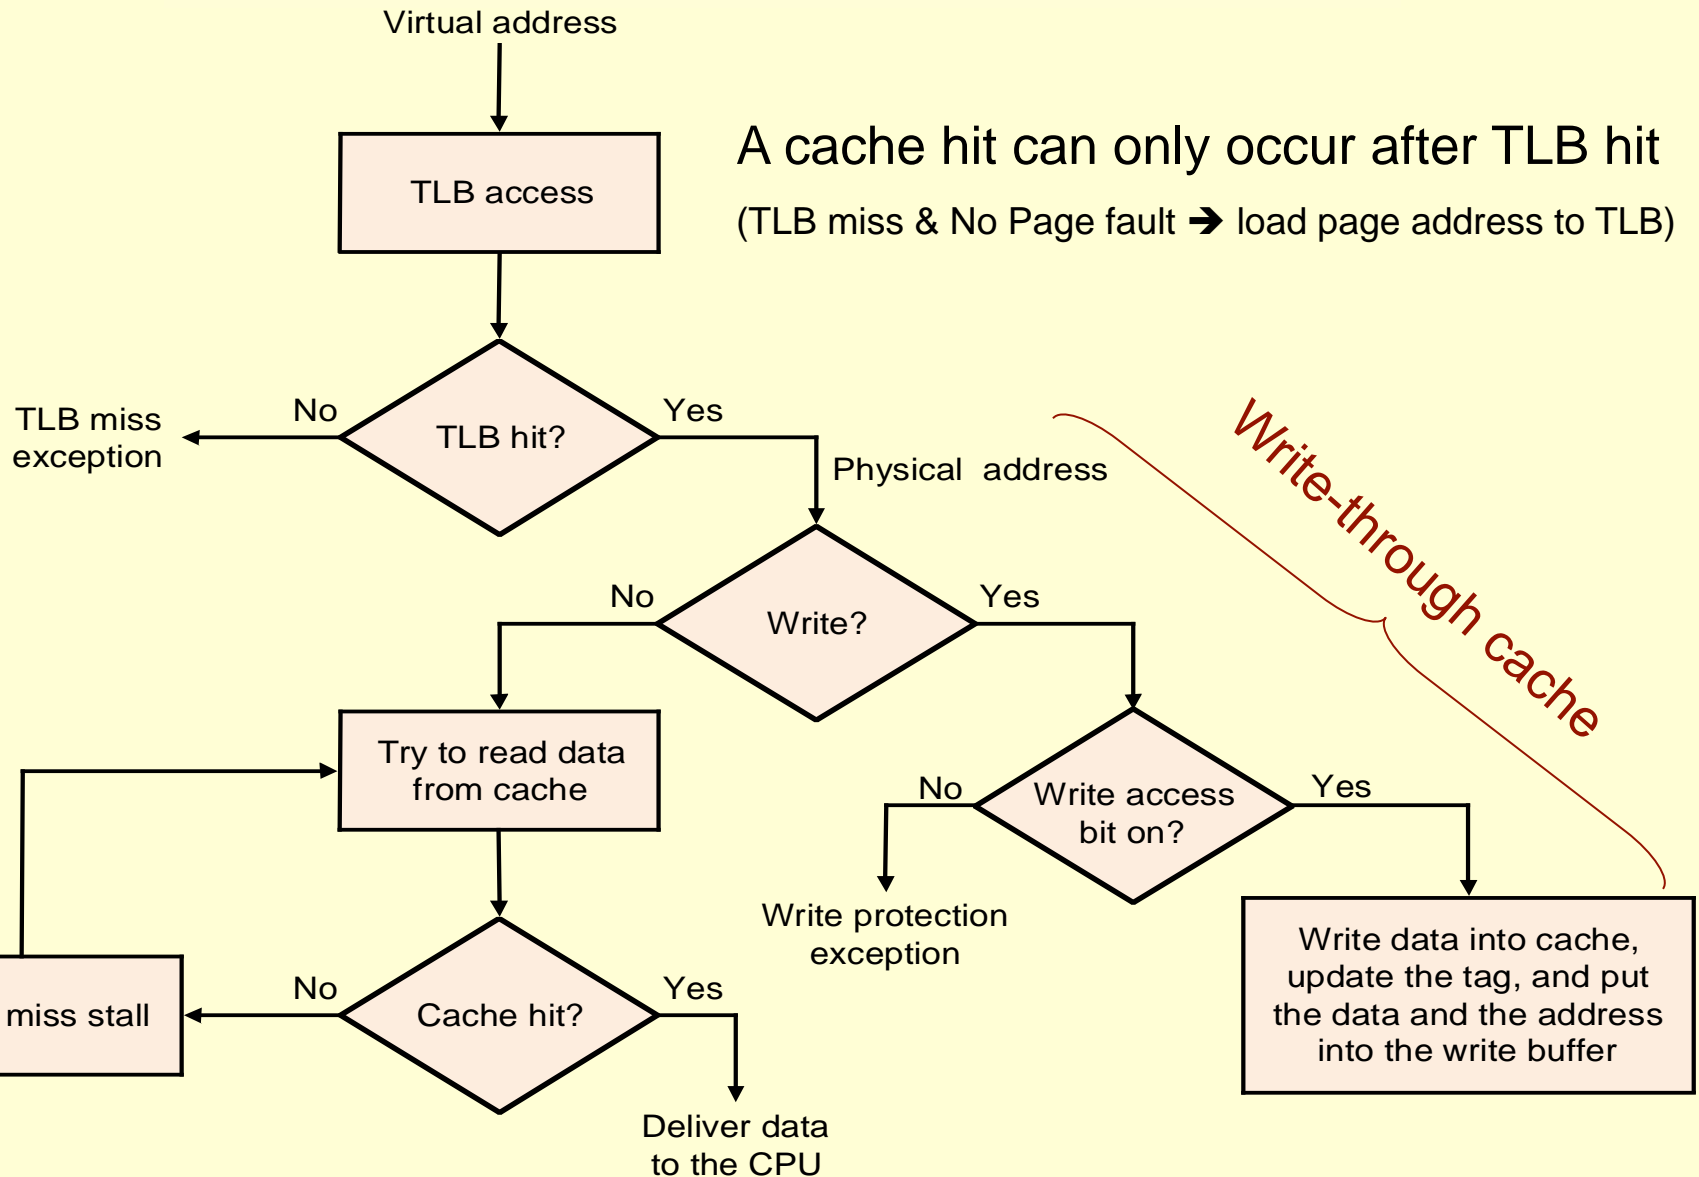 Virtual address
A cache hit can only occur after TLB hit
TLB access
(TLB miss & No Page fault ➔ load page address to TLB)
No
Yes
TLB miss
exception
TLB hit?
Physical address
Write-through cache
No
Yes
Write?
Try to read data
from cache
No
Write access
bit on?
Yes
Write protection
exception
Write data into cache,
update the tag, and put
the data and the address
into the write buffer
miss stall
No
Cache hit?
Yes
Deliver data
to the CPU